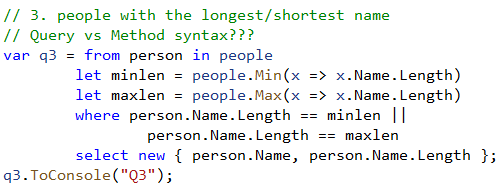 // 3. people with the longest/shortest name
// Query vs Method syntax???
var q3 = from person in people
         let minlen = people.Min(x => x.Name.Length)
         let maxlen = people.Max(x => x.Name.Length)
         where person.Name.Length == minlen ||
                  person.Name.Length == maxlen
         select new { person.Name, person.Name.Length };
q3.ToConsole("Q3");